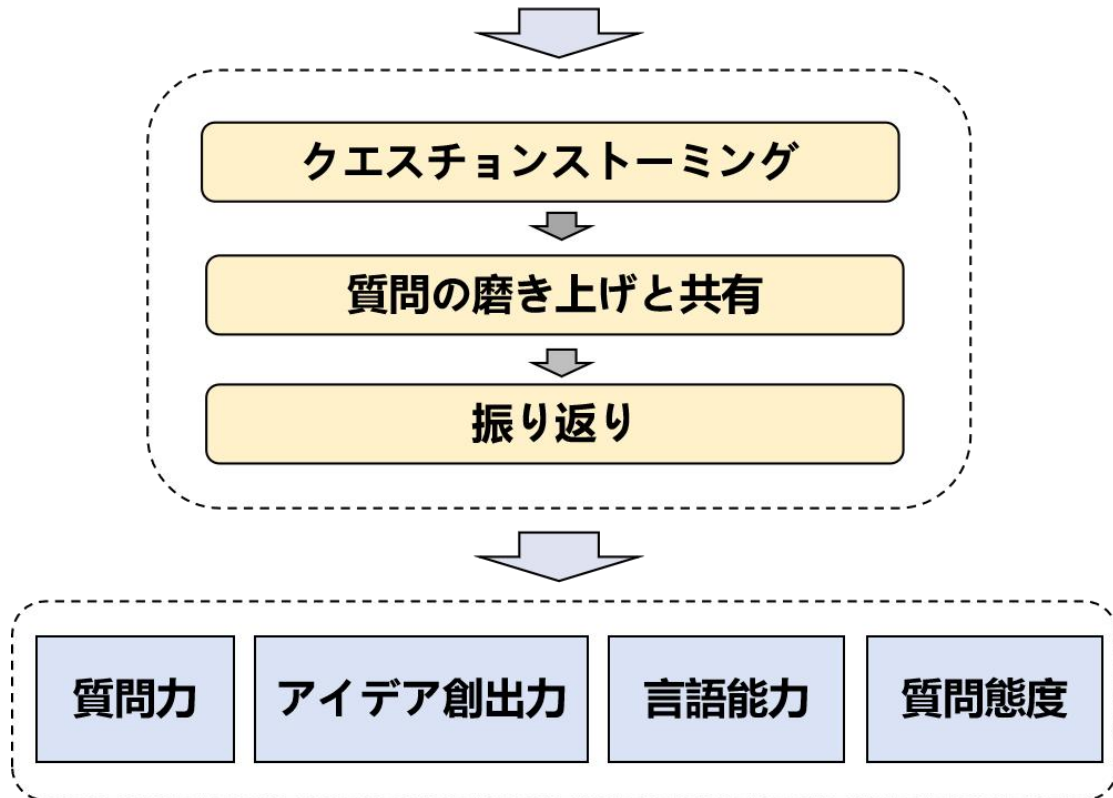 クエスチョンストーミング
質問の磨き上げと共有
振り返り
質問力
アイデア創出力
言語能力
質問態度